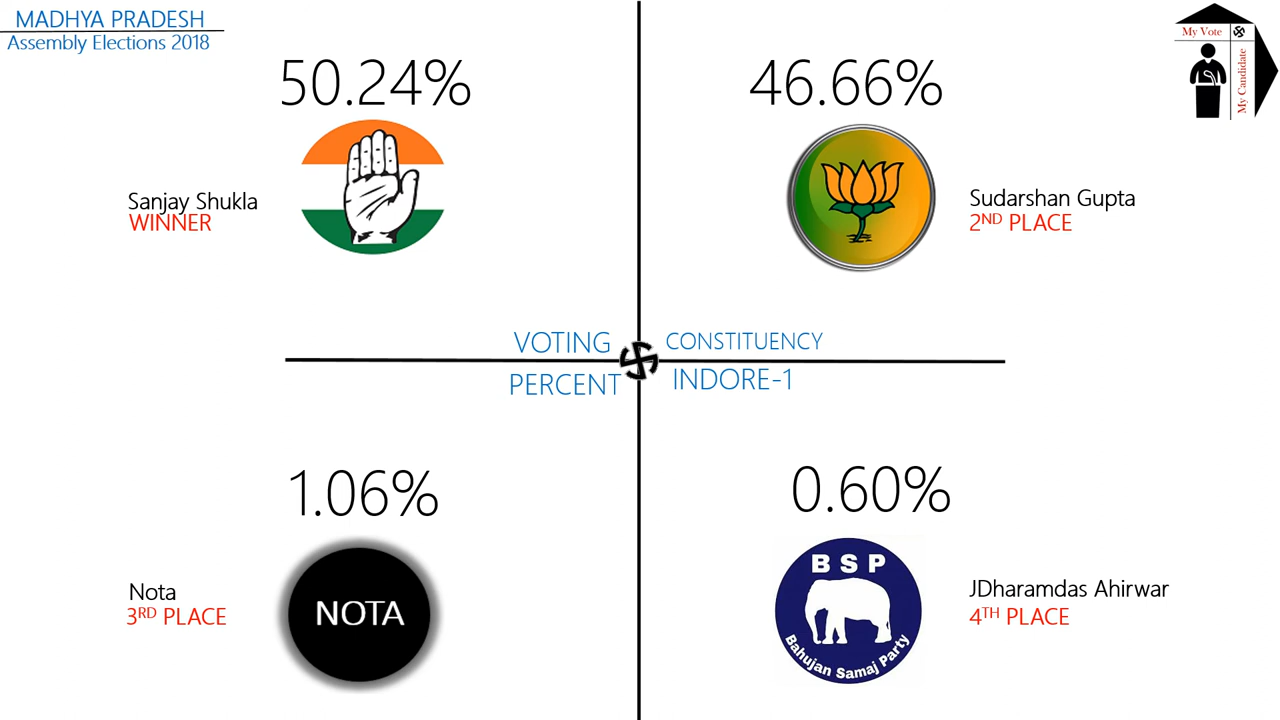 MADHYA PRADESH
Assembly Elections 2018
My Vote
My Candidate
50.24%
Sanjay Shukla
WINNER
46.66%
Sudarshan Gupta
2ND PLACE
VOTING
PERCENT
CONSTITUENCY
INDORE-1
1.06%
Nota
3RD PLACE
NOTA
0.60%
BSP
Bahujan Samaj Party
JDharamdas Ahirwar
4TH PLACE